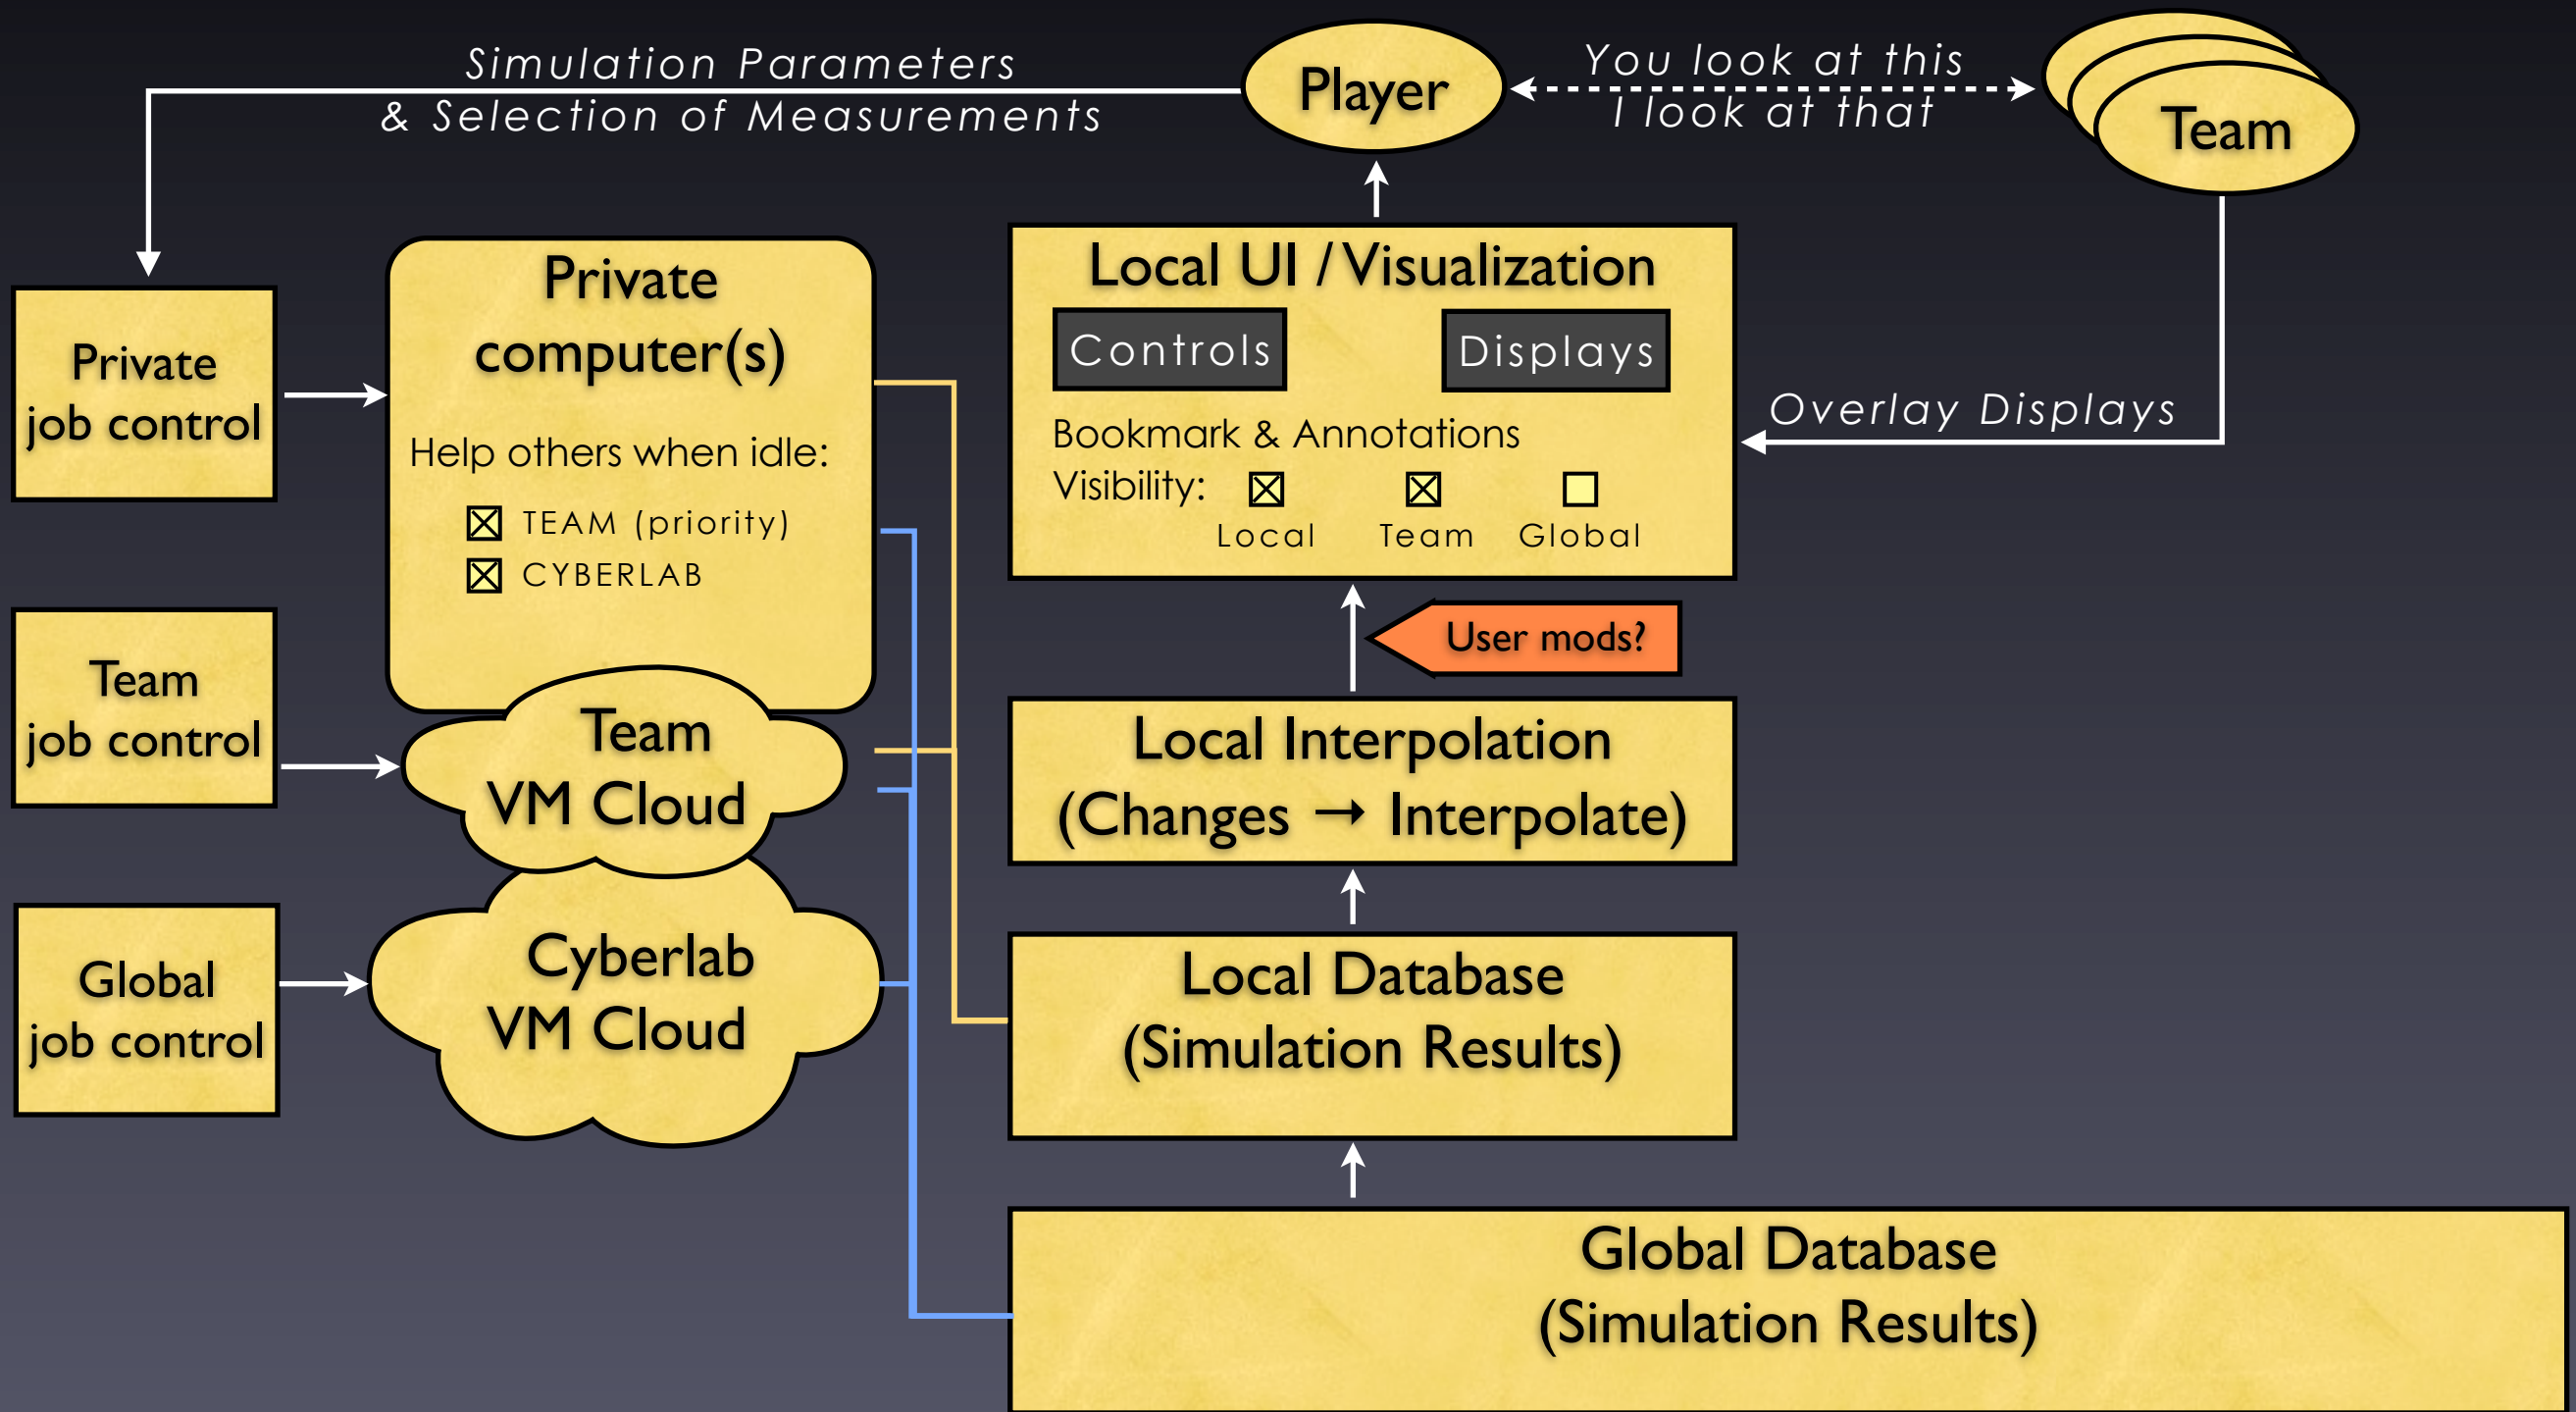 Simulation Parameters
& Selection of Measurements
Player
You look at this
I look at that
Team
Private
job control
Private
computer(s)
Help others when idle:
TEAM (priority)
CYBERLAB
Local UI / Visualization
Controls
Displays
Bookmark & Annotations
Visibility:
Local
Team
Global
Overlay Displays
User mods?
Team
job control
Team
VM Cloud
Local Interpolation
(Changes → Interpolate)
Global
job control
Cyberlab
VM Cloud
Local Database
(Simulation Results)
Global Database
(Simulation Results)